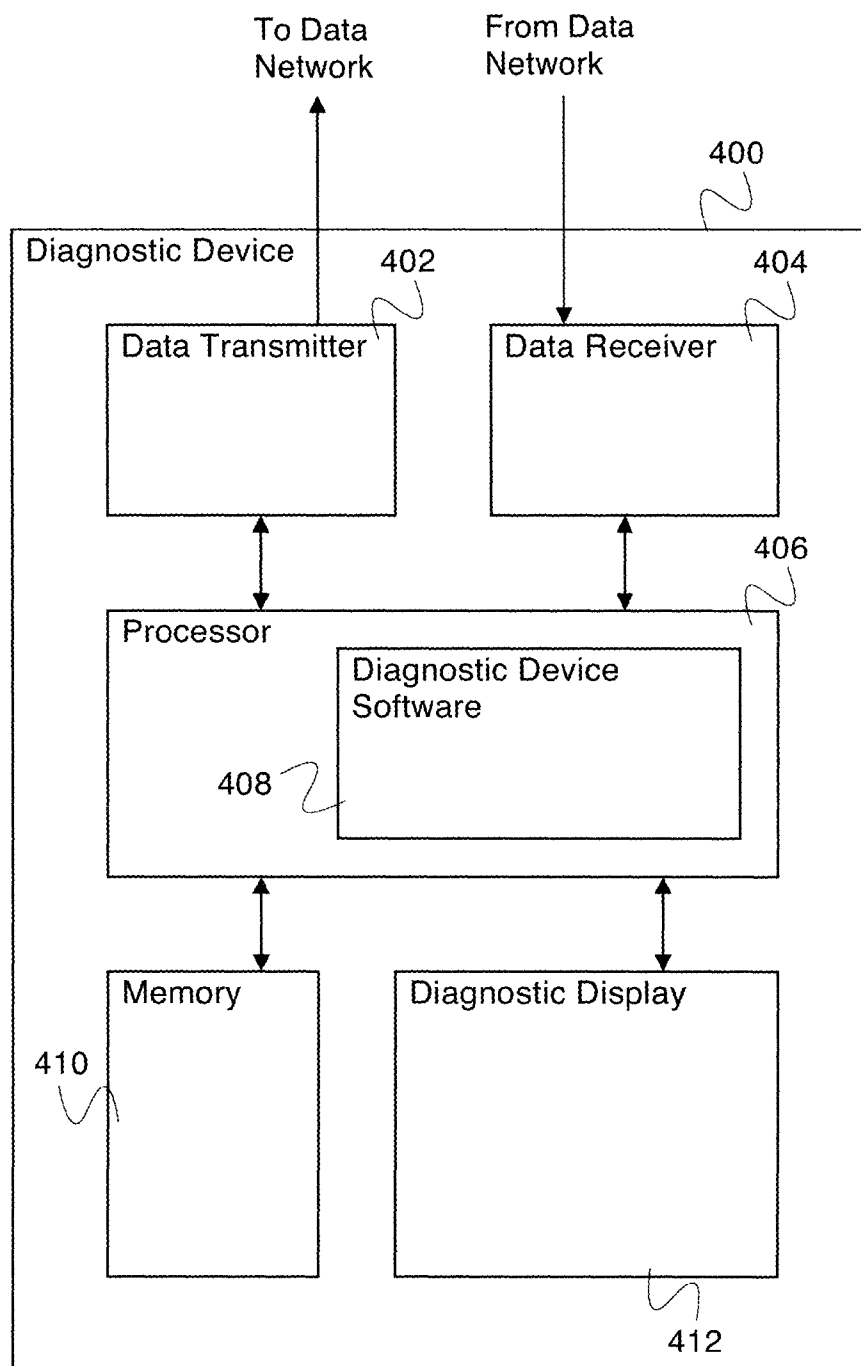 To Data
Network
From Data
Network
400
Diagnostic Device
402
404
Data Transmitter
Data Receiver
406
Processor
Diagnostic Device
Software
408
Memory
Diagnostic Display
410
412